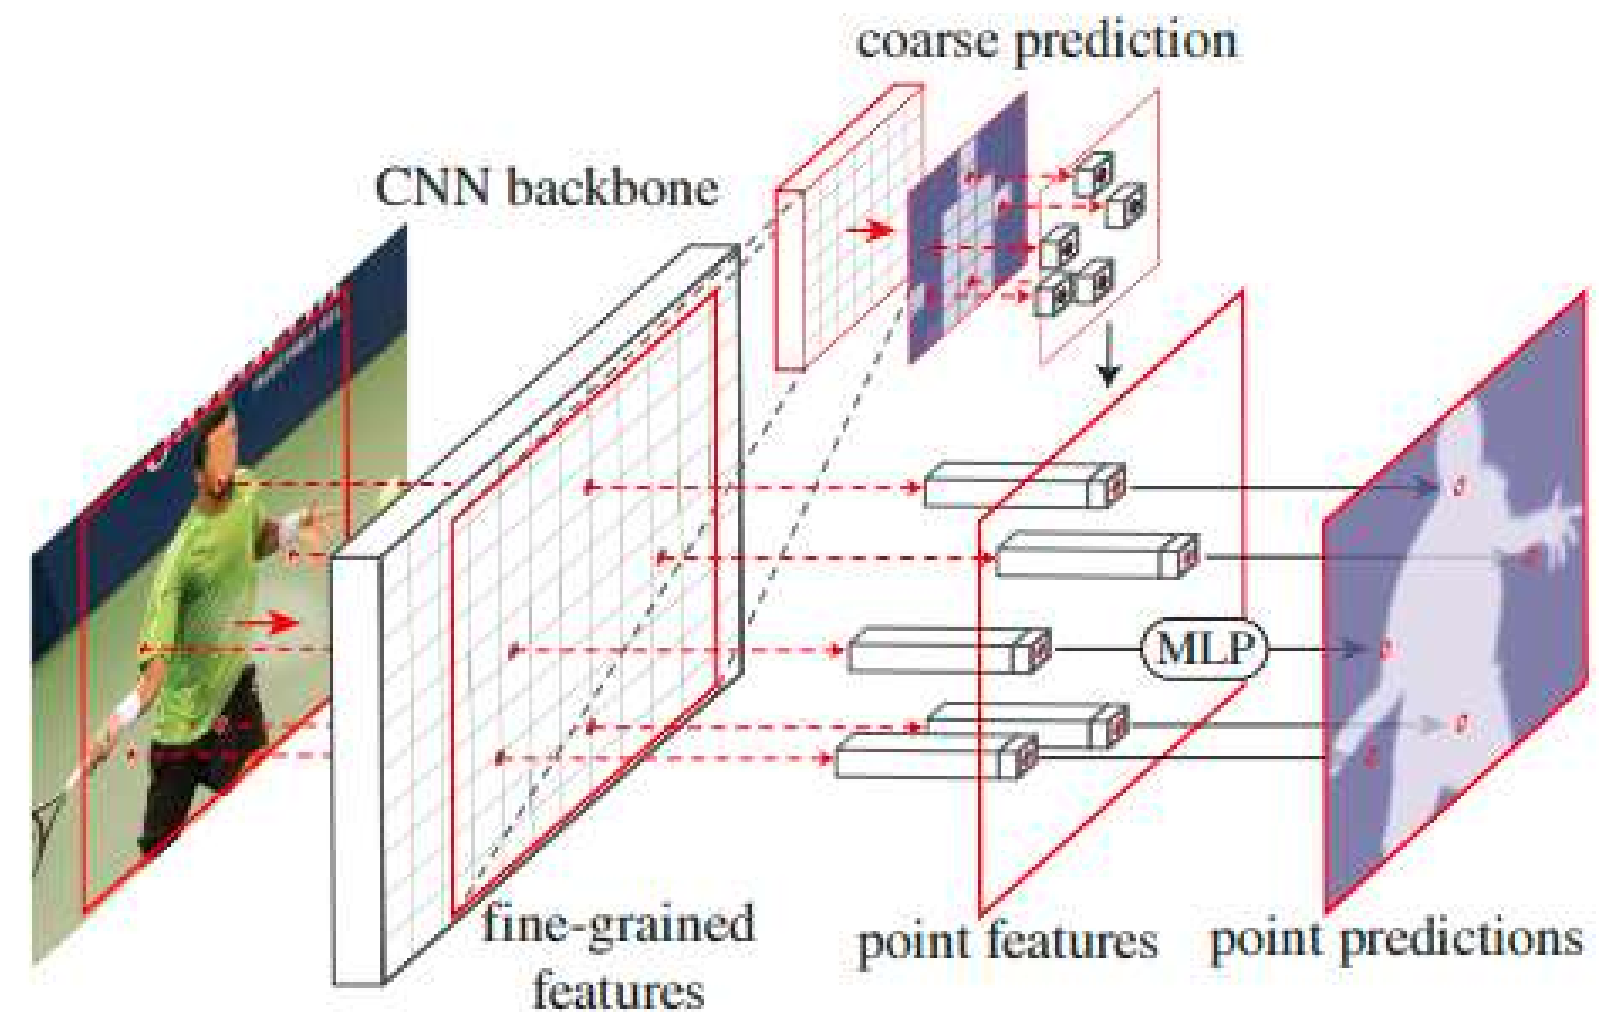 coarse prediction
CNN backbone
MLP
fine-grained
features
point features
point predictions